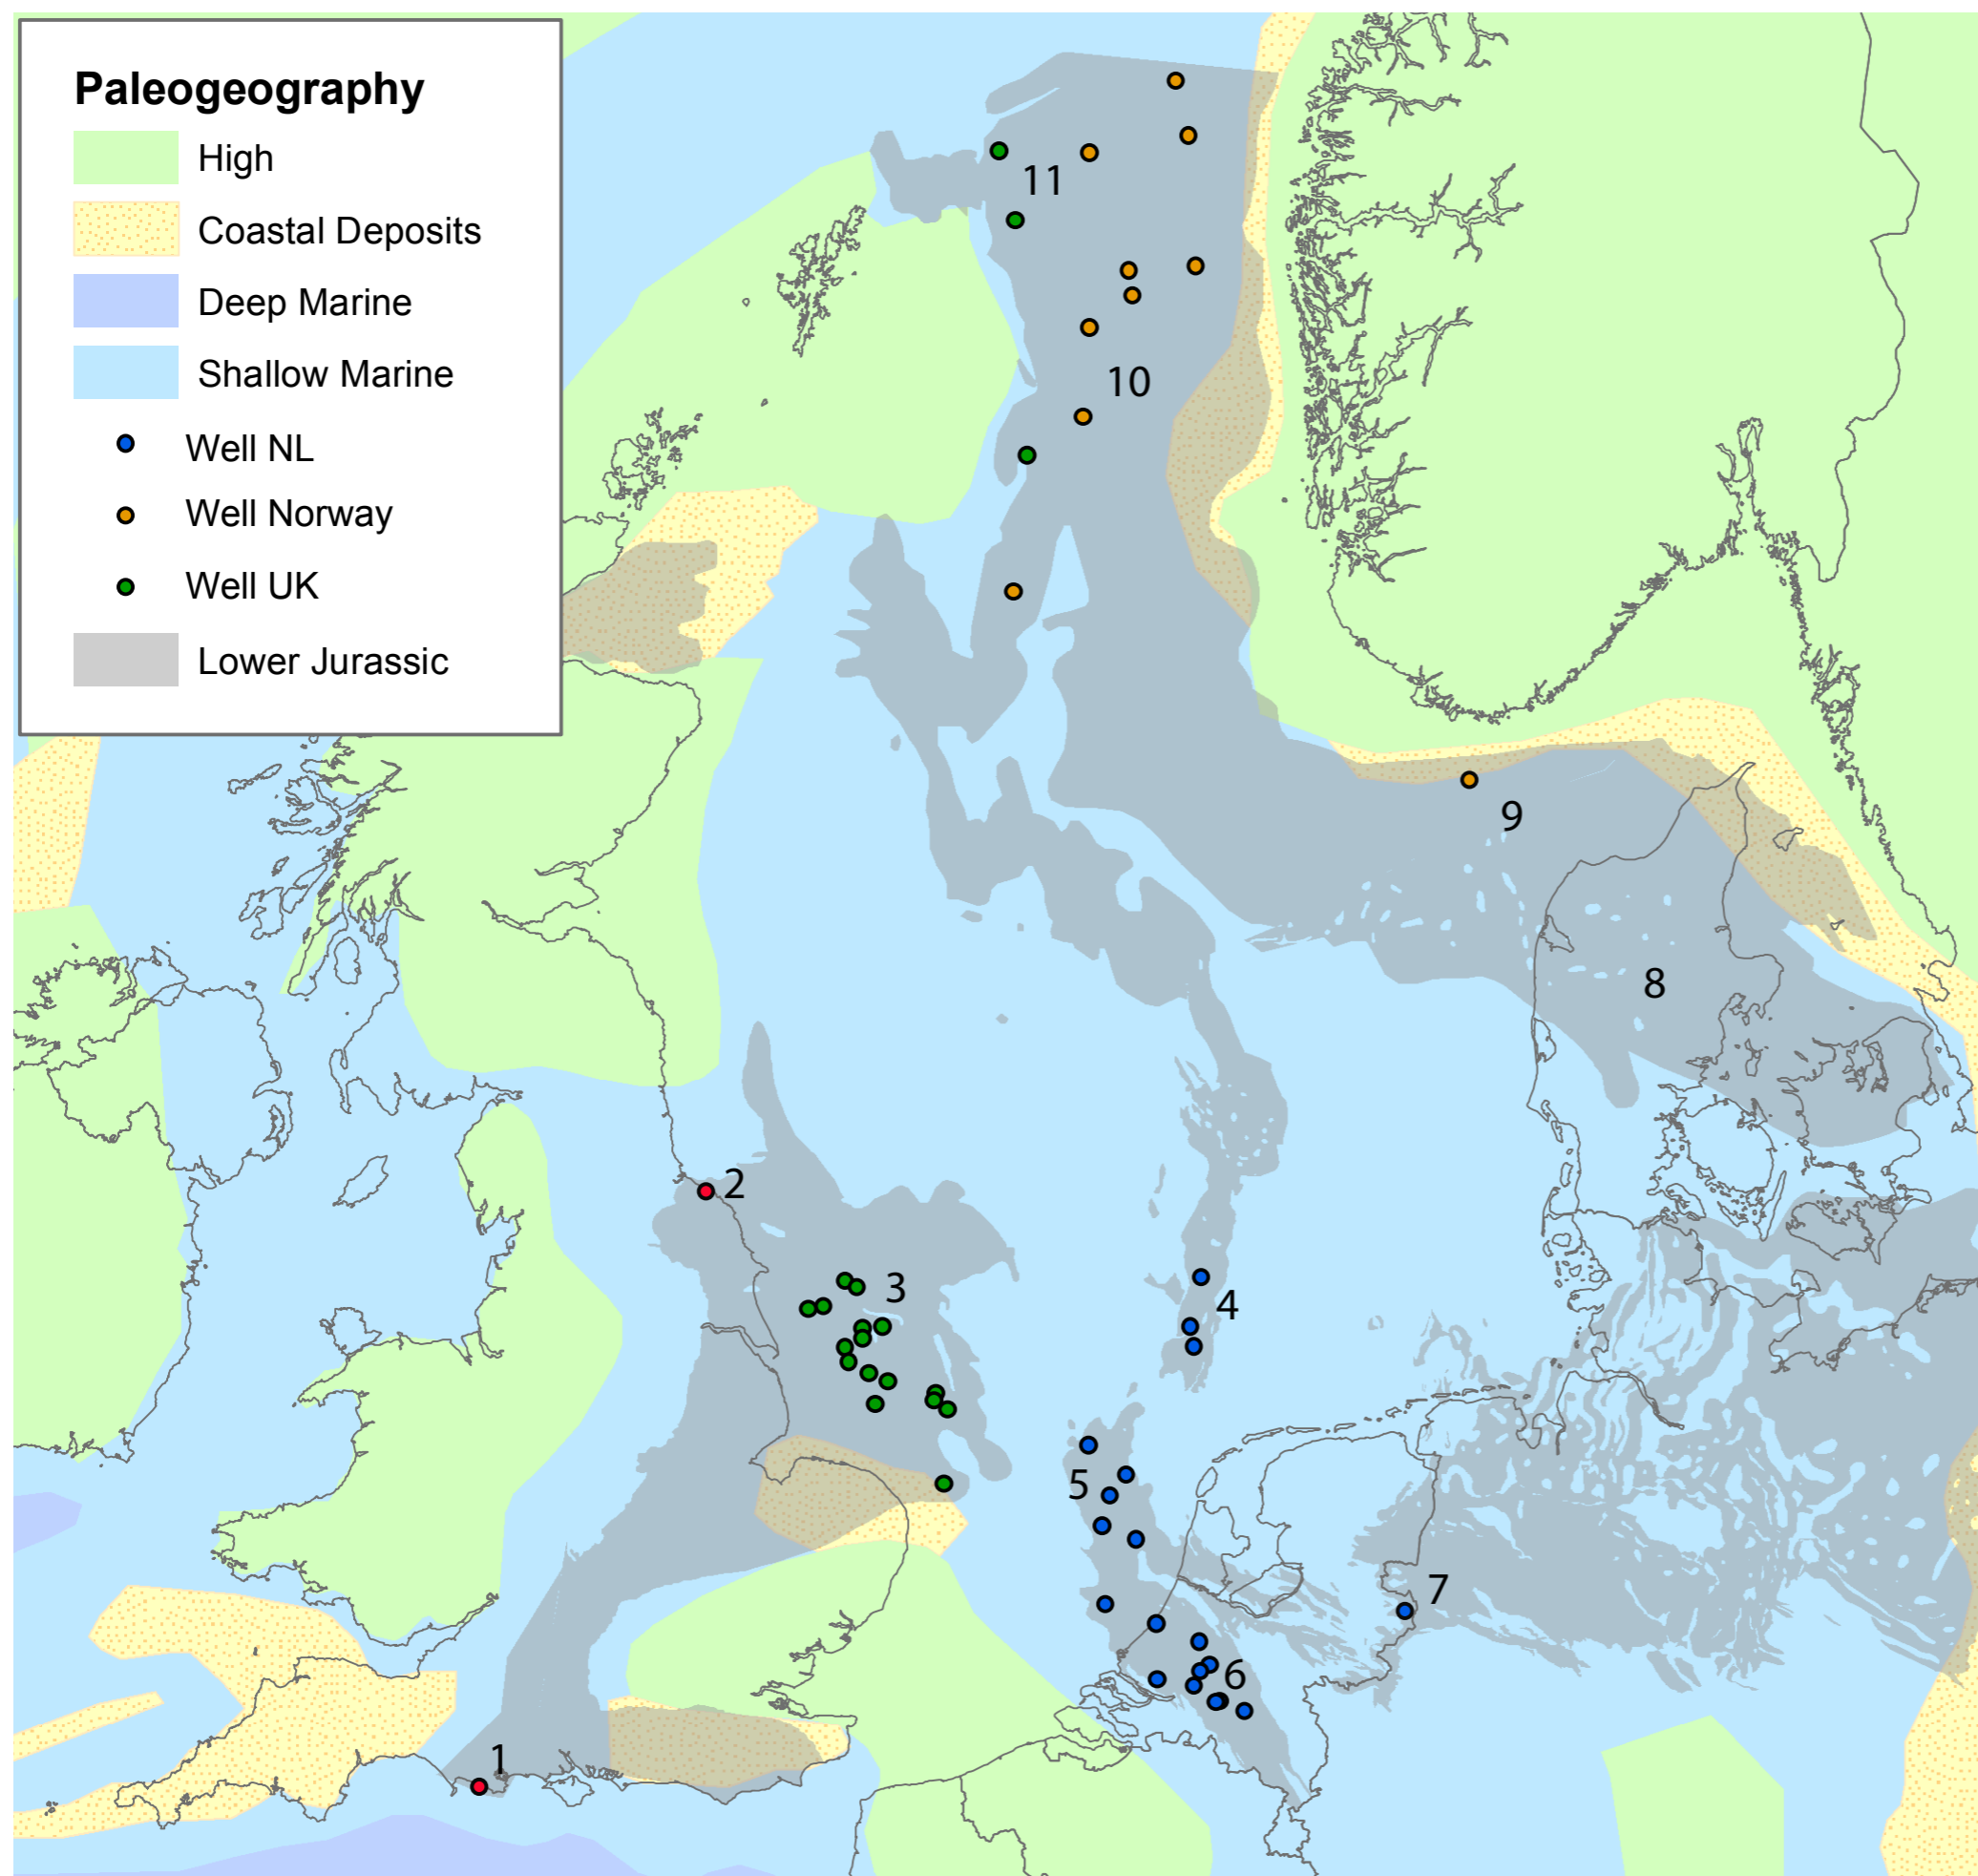 Paleogeography
High
Coastal Deposits
Deep Marine
Shallow Marine
Well NL
Well Norway
Well UK
Lower Jurassic
11
10
9
8
2
3
4
5
7
6
1